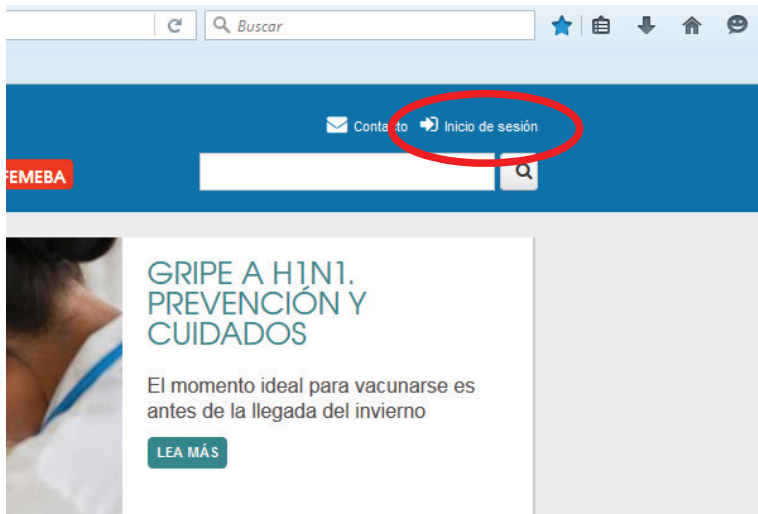 Buscar
Contacto Inicio de sesión
FEMEBA
GRIPE A H1N1.
PREVENCIÓN Y
CUIDADOS
El momento ideal para vacunarse es
antes de la llegada del invierno
LEA MÁS